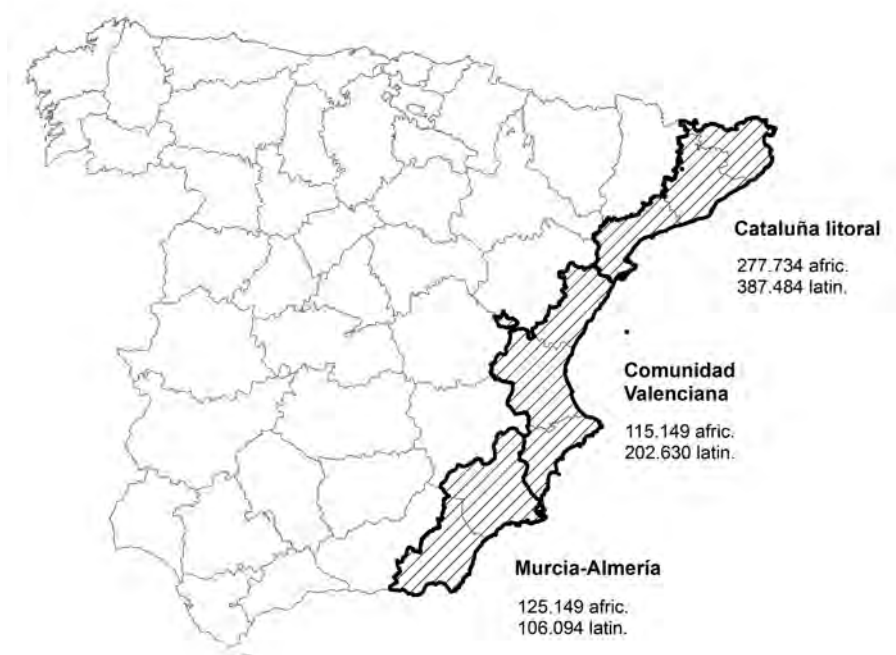 Cataluña litoral
277.734 afric.
387.484 latin.
Comunidad
Valenciana
115.149 afric.
202.630 latin.
Murcia-Almería
125.149 afric.
106.094 latin.